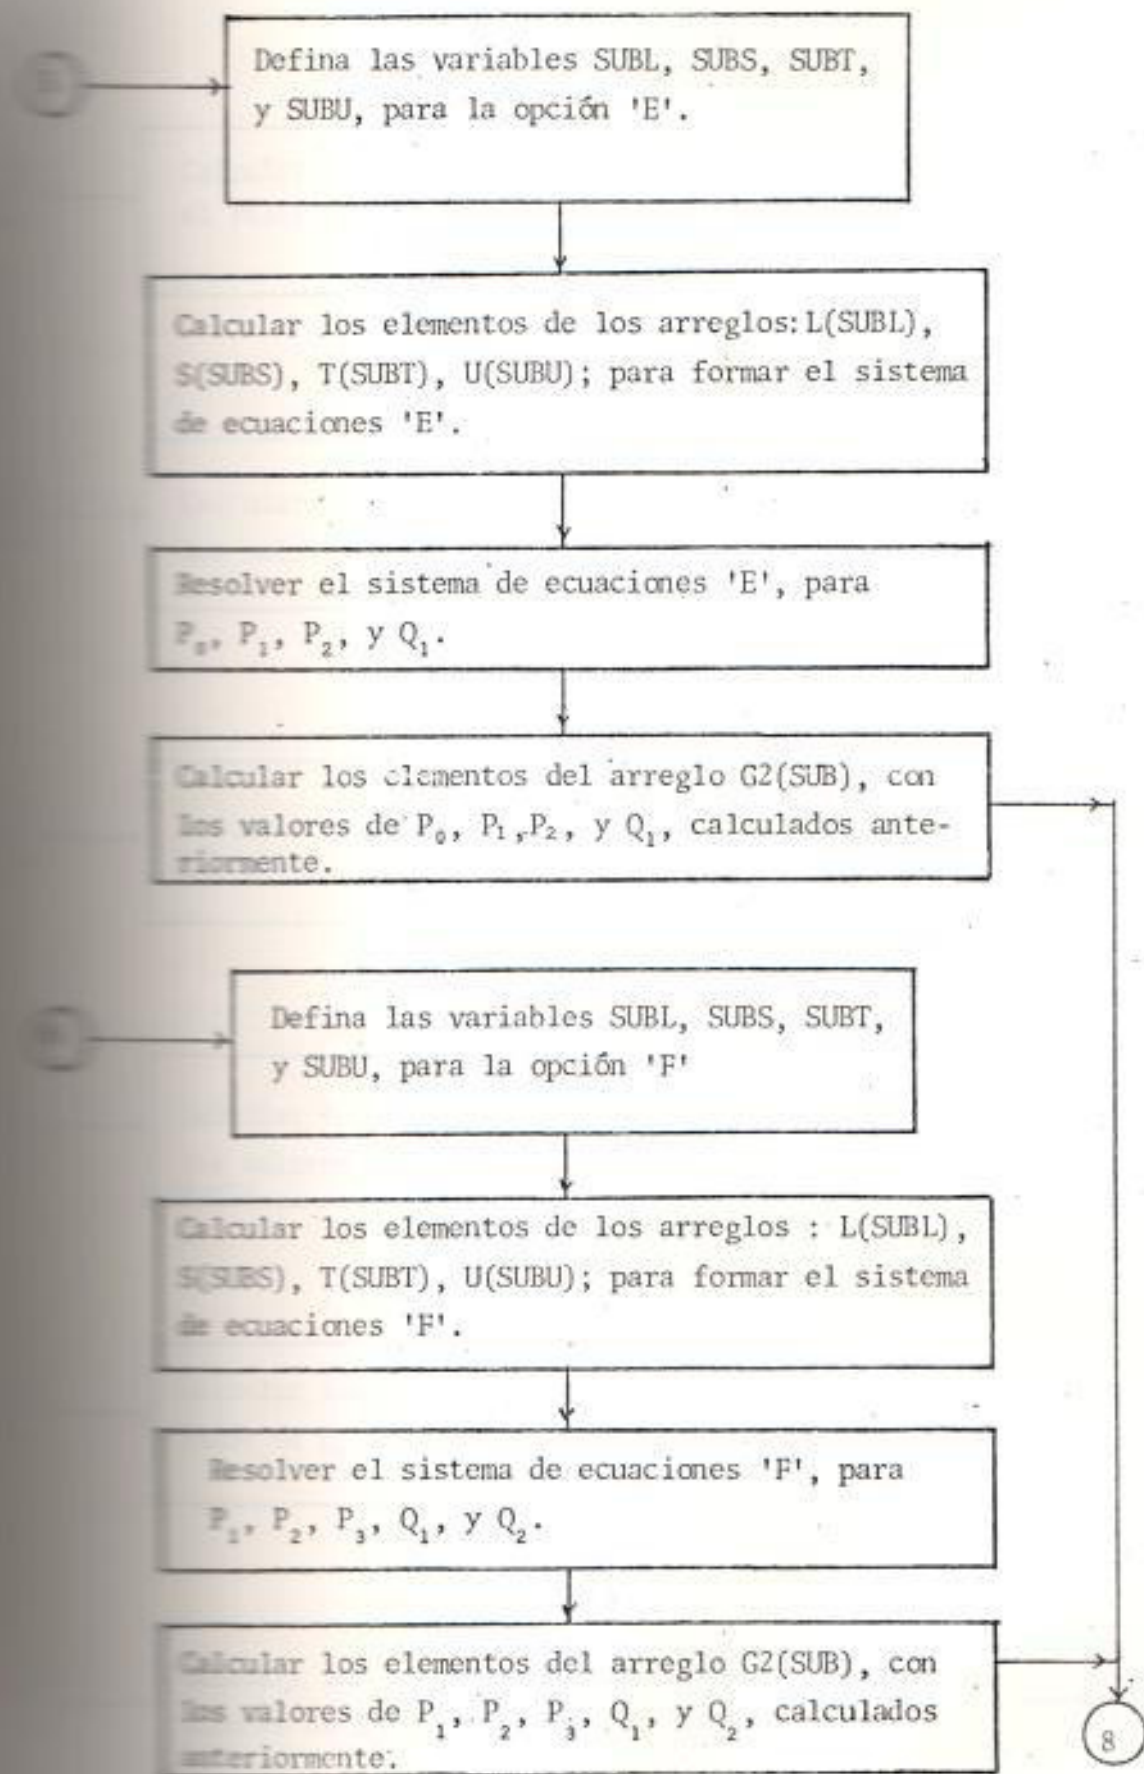 Defina las variables SUBL, SUBS, SUBT,
y SUBU, para la opción 'E'.
Calcular los elementos de los arreglos: L(SUBL),
S(SUBS), T(SUBT), U(SUBU); para formar el sistema
de ecuaciones 'E'.
Resolver el sistema de ecuaciones 'E', para
P₀, P₁, P₂, y Q₁.
Calcular los elementos del arreglo G2(SUB), con
los valores de P₀, P₁, P₂, y Q₁, calculados ante-
riormente.
Defina las variables SUBL, SUBS, SUBT,
y SUBU, para la opción 'F'
Calcular los elementos de los arreglos : L(SUBL),
S(SUBS), T(SUBT), U(SUBU); para formar el sistema
de ecuaciones 'F'.
Resolver el sistema de ecuaciones 'F', para
P₁, P₂, P₃, Q₁, y Q₂.
Calcular los elementos del arreglo G2(SUB), con
los valores de P₁, P₂, P₃, Q₁, y Q₂, calculados
anteriormente.
8